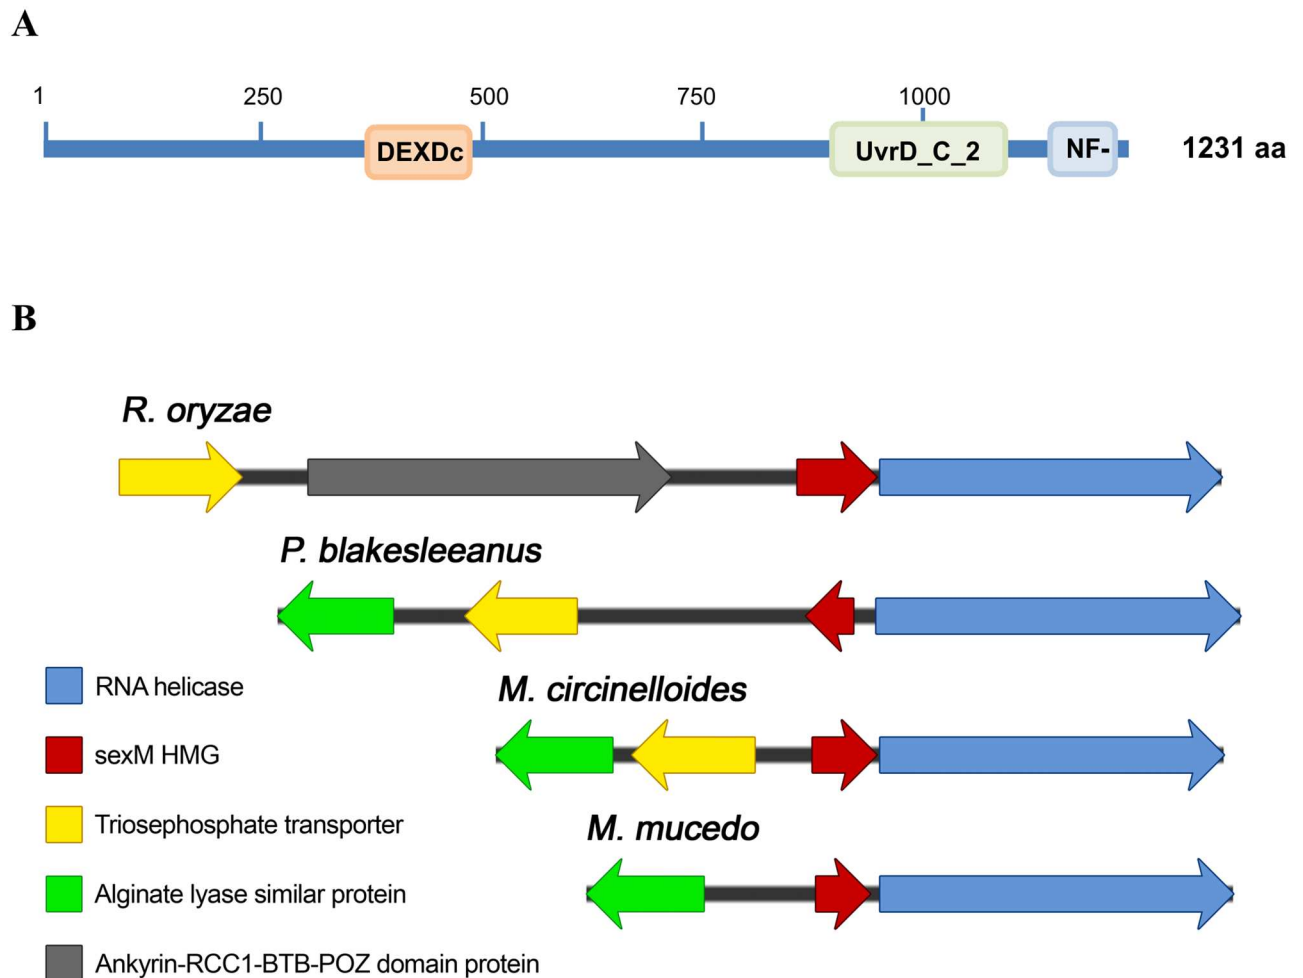 A
1 250 500 750 1000
DEXDc UvrD_C_2 NF- 1231 aa
B
R. oryzae
P. blakesleeanus
M. circinelloides
M. mucedo
RNA helicase
sexM HMG
Triosephosphate transporter
Alginate lyase similar protein
Ankyrin-RCC1-BTB-POZ domain protein